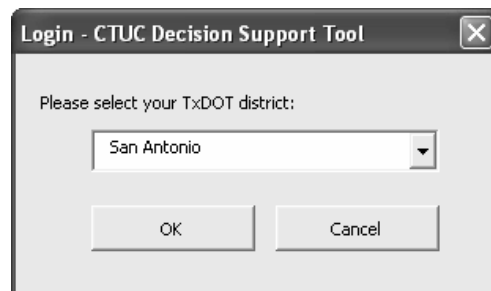 Login - CTUC Decision Support Tool
Please select your TxDOT district:
San Antonio
OK
Cancel